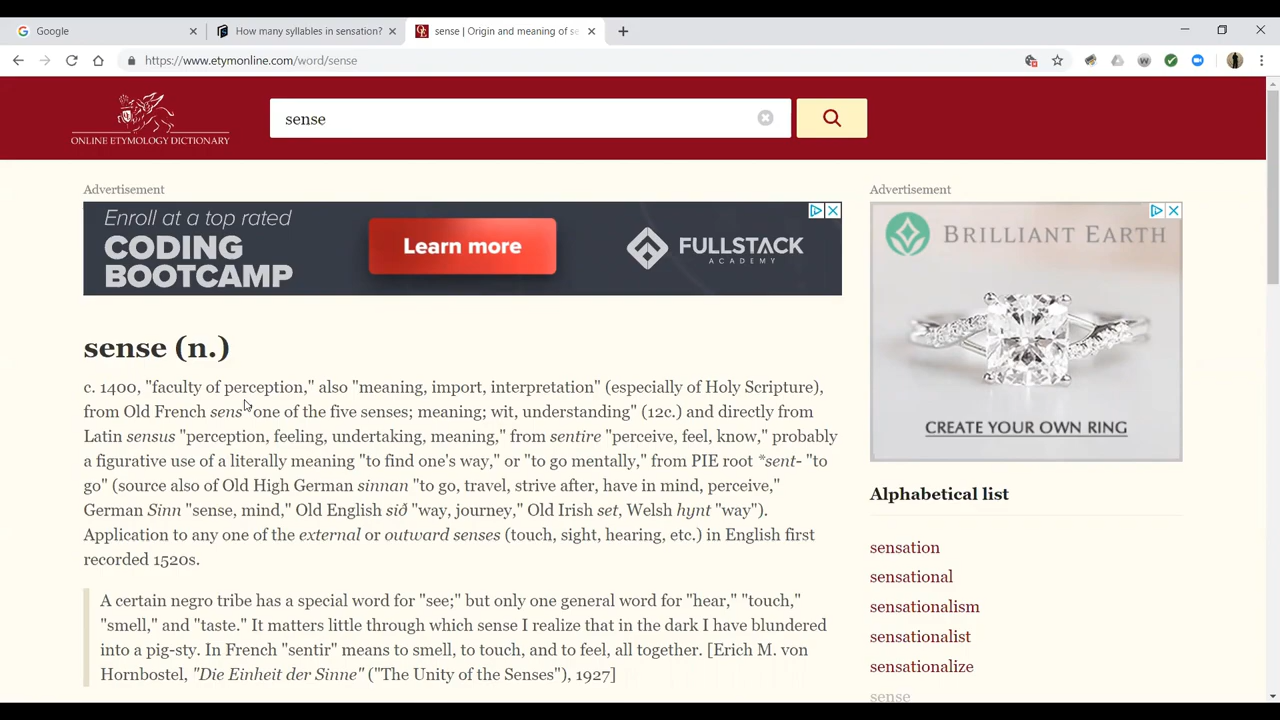 Google
How many syllables in sensation?
sense | Origin and meaning of se
https://www.etymonline.com/word/sense
W
ONLINE ETYMOLOGY DICTIONARY
sense
Advertisement
Enroll at a top rated
CODING
BOOTCAMP
Learn more
FULLSTACK
ACADEMY
Advertisement
BRILLIANT EARTH
CREATE YOUR OWN RING
sense (n.)
c. 1400, "faculty of perception," also "meaning, import, interpretation" (especially of Holy Scripture),
from Old French sens "one of the five senses; meaning; wit, understanding" (12c.) and directly from
Latin sensus "perception, feeling, undertaking, meaning," from sentire "perceive, feel, know," probably
a figurative use of a literally meaning "to find one's way," or "to go mentally," from PIE root *sent- "to
go" (source also of Old High German sinnan "to go, travel, strive after, have in mind, perceive,"
German Sinn "sense, mind," Old English sið "way, journey," Old Irish set, Welsh hynt "way").
Application to any one of the external or outward senses (touch, sight, hearing, etc.) in English first
recorded 1520s.
A certain negro tribe has a special word for "see;" but only one general word for "hear," "touch,"
"smell," and "taste." It matters little through which sense I realize that in the dark I have blundered
into a pig-sty. In French "sentir" means to smell, to touch, and to feel, all together. [Erich M. von
Hornbostel, "Die Einheit der Sinne" ("The Unity of the Senses"), 1927]
Alphabetical list
sensation
sensational
sensationalism
sensationalist
sensationalize
sense